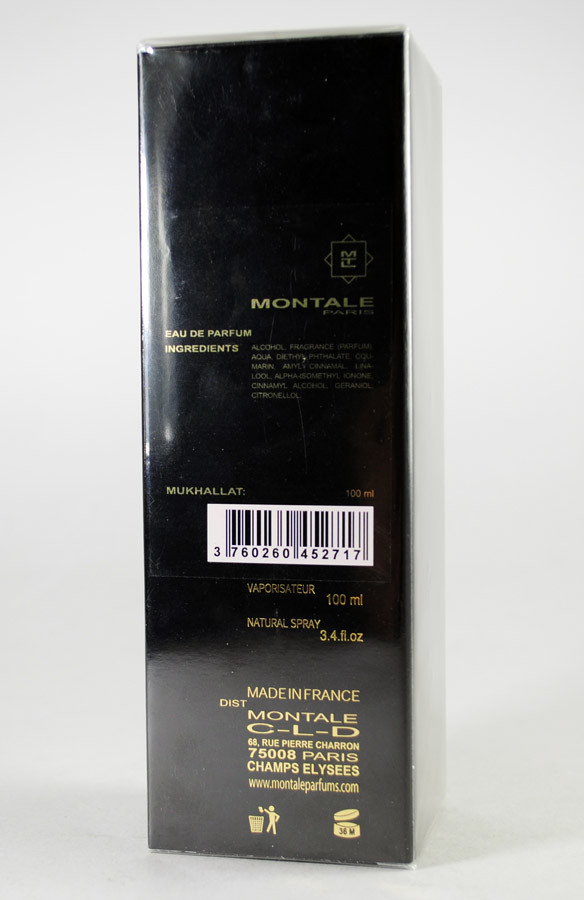 MTL
MONTALE
PARIS
EAU DE PARFUM
INGREDIENTS
ALCOHOL, FRAGRANCE (PARFUM)
AQUA, DIETHYL PHTHALATE, COU-
MARIN, AMYL CINNAMAL, LINA-
LOOL, ALPHA-ISOMETHYL IONONE,
CINNAMYL ALCOHOL, GERANIOL,
CITRONELLOL.
MUKHALLAT: 100 ml
3 760260 452717
VAPORISATEUR 100 ml
NATURAL SPRAY 3.4.fl.oz
MADE IN FRANCE
DIST MONTALE
C-L-D
68, RUE PIERRE CHARRON
75008 PARIS
CHAMPS ELYSEES
www.montaleparfums.com
36 M